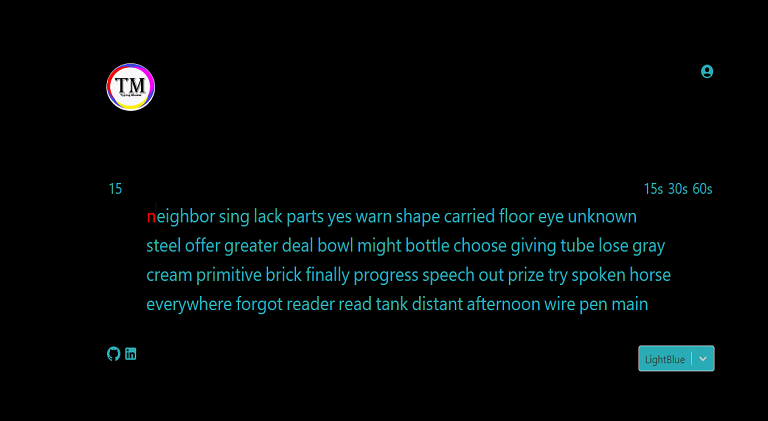 TM
15
15s 30s 60s
neighbor sing lack parts yes warn shape carried floor eye unknown
steel offer greater deal bowl might bottle choose giving tube lose gray
cream primitive brick finally progress speech out prize try spoken horse
everywhere forgot reader read tank distant afternoon wire pen main
LightBlue